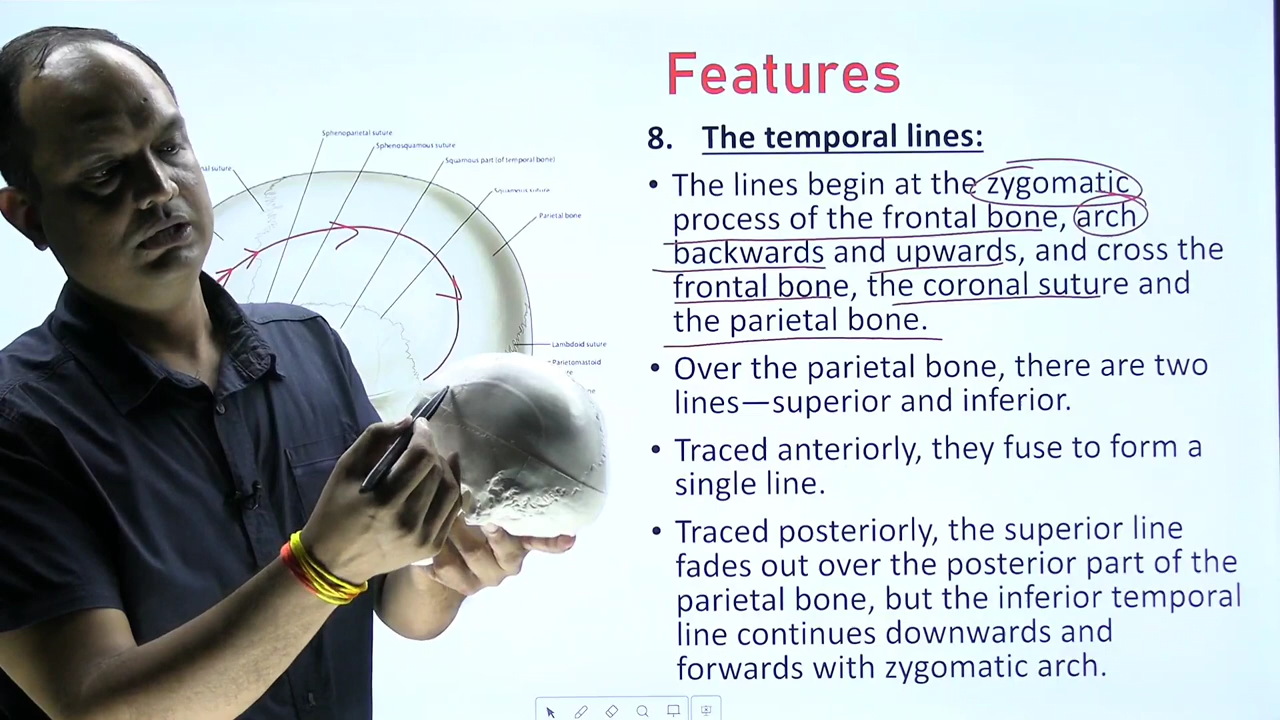 Features
8. The temporal lines:
• The lines begin at the zygomatic
process of the frontal bone, arch
backwards and upwards, and cross the
frontal bone, the coronal suture and
the parietal bone.
• Over the parietal bone, there are two
lines—superior and inferior.
• Traced anteriorly, they fuse to form a
single line.
• Traced posteriorly, the superior line
fades out over the posterior part of the
parietal bone, but the inferior temporal
line continues downwards and
forwards with zygomatic arch.
Sphenoparietal suture
Sphenosquamous suture
Squamous part (of temporal bone)
Squamous suture
Parietal bone
suture
Lambdoid suture
Parietomastoid